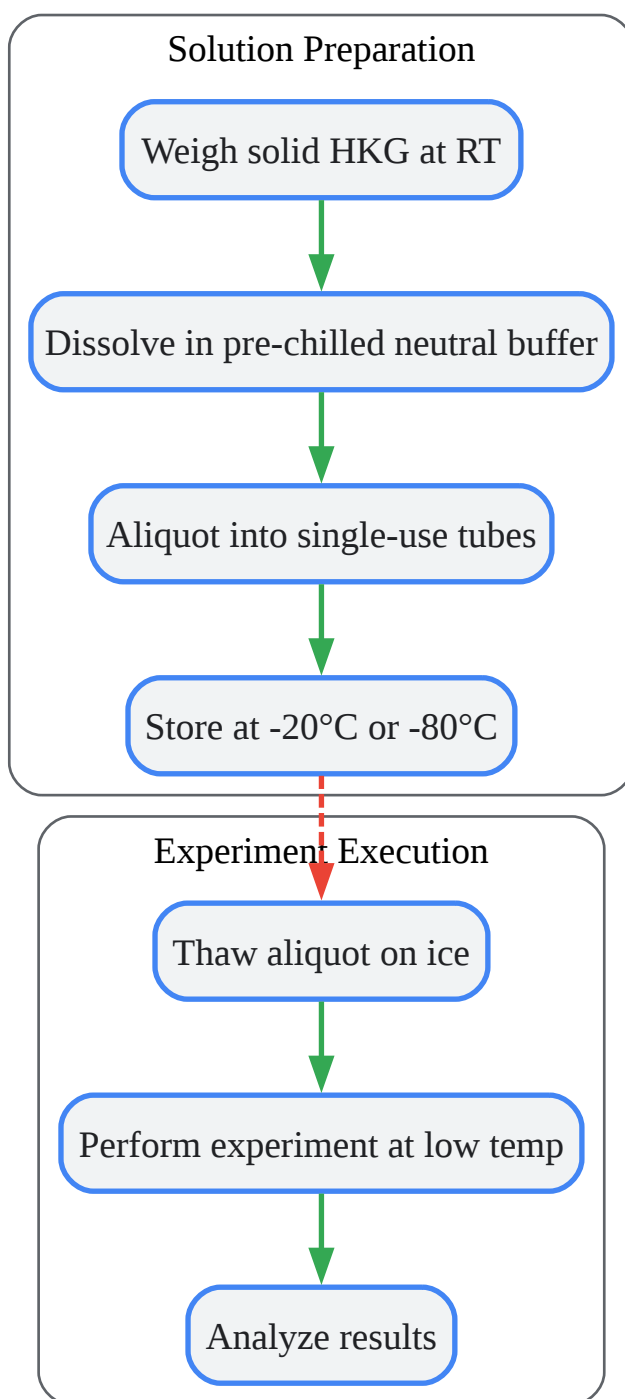 Solution Preparation
Weigh solid HKG at RT
Dissolve in pre-chilled neutral buffer
Aliquot into single-use tubes
Store at -20°C or -80°C
Experiment Execution
Thaw aliquot on ice
Perform experiment at low temp
Analyze results